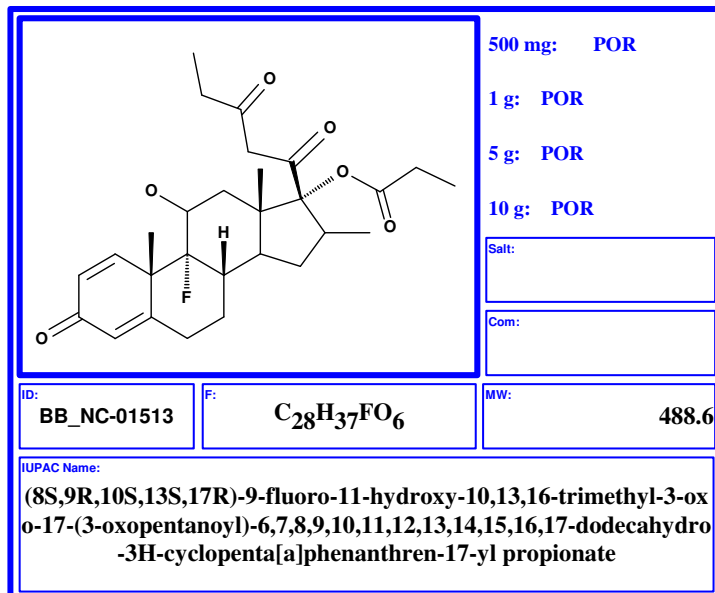 O
O
O
O
O
H
F
O
500 mg: POR
1 g: POR
5 g: POR
10 g: POR
Salt:
Com:
ID:
BB_NC-01513
F:
C28H37FO6
MW:
488.6
IUPAC Name:
(8S,9R,10S,13S,17R)-9-fluoro-11-hydroxy-10,13,16-trimethyl-3-ox
o-17-(3-oxopentanoyl)-6,7,8,9,10,11,12,13,14,15,16,17-dodecahydro
-3H-cyclopenta[a]phenanthren-17-yl propionate